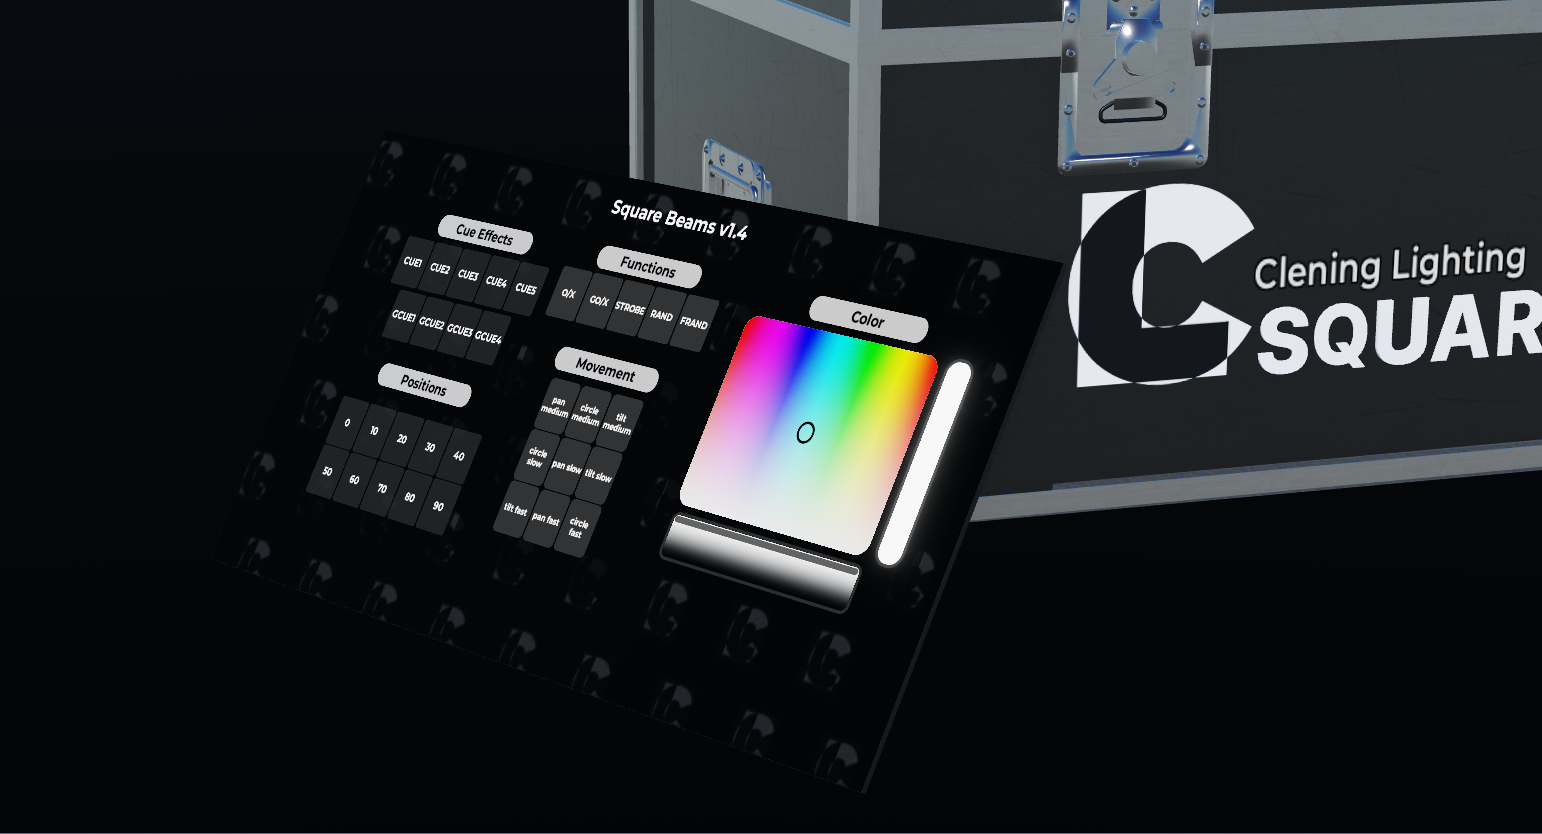 Square Beams v1.4
Cue Effects
CUE1 CUE2 CUE3 CUE4 CUE5
GCUE1 GCUE2 GCUE3 GCUE4
Functions
O/X GO/X STROBE RAND FRAND
Positions
0 10 20 30 40
50 60 70 80 90
Movement
pan medium
circle medium
tilt medium
circle slow
pan slow
tilt slow
tilt fast
pan fast
circle fast
Color
Clening Lighting
SQUAR